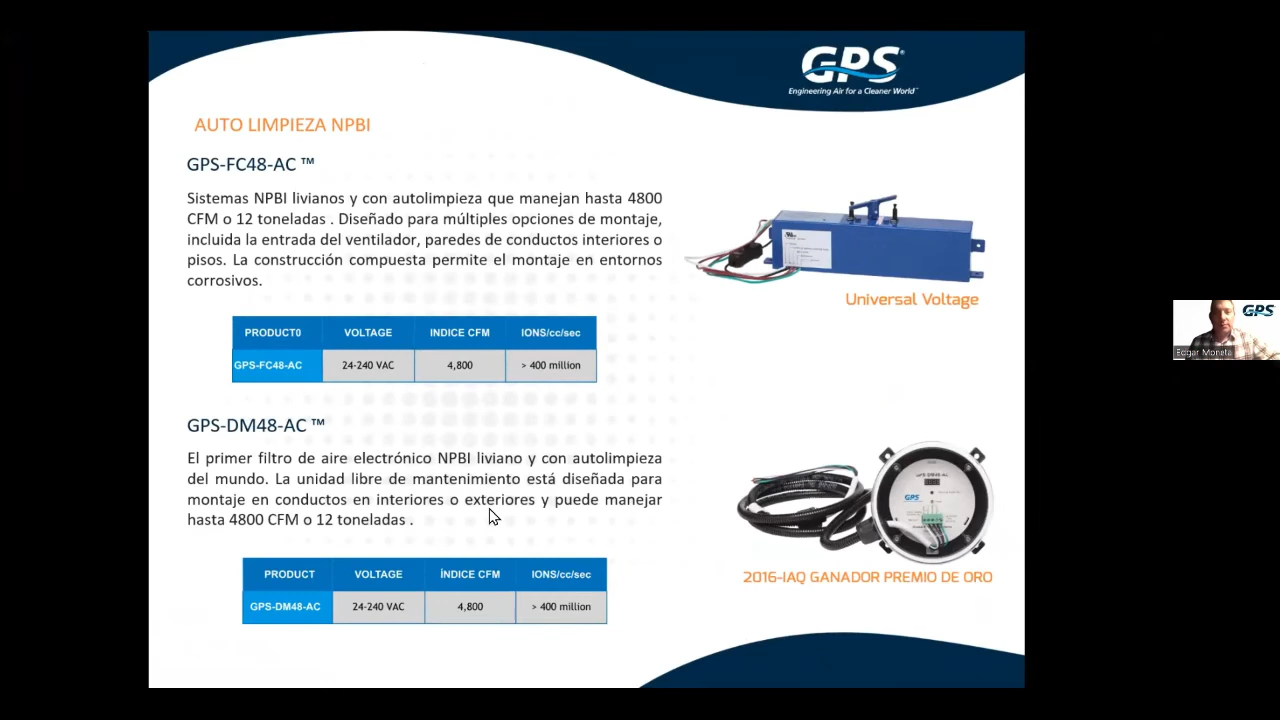 GPS
Engineering Air for a Cleaner World™
AUTO LIMPIEZA NPBI
GPS-FC48-AC ™
Sistemas NPBI livianos y con autolimpieza que manejan hasta 4800
CFM o 12 toneladas . Diseñado para múltiples opciones de montaje,
incluida la entrada del ventilador, paredes de conductos interiores o
pisos. La construcción compuesta permite el montaje en entornos
corrosivos.
Universal Voltage
PRODUCT0 VOLTAGE INDICE CFM IONS/cc/sec
GPS-FC48-AC 24-240 VAC 4,800 > 400 million
GPS
Edgar Moneta
GPS-DM48-AC ™
El primer filtro de aire electrónico NPBI liviano y con autolimpieza
del mundo. La unidad libre de mantenimiento está diseñada para
montaje en conductos en interiores o exteriores y puede manejar
hasta 4800 CFM o 12 toneladas .
GPS-DM48-AC
GPS
2016-IAQ GANADOR PREMIO DE ORO
PRODUCT VOLTAGE ÍNDICE CFM IONS/cc/sec
GPS-DM48-AC 24-240 VAC 4,800 > 400 million